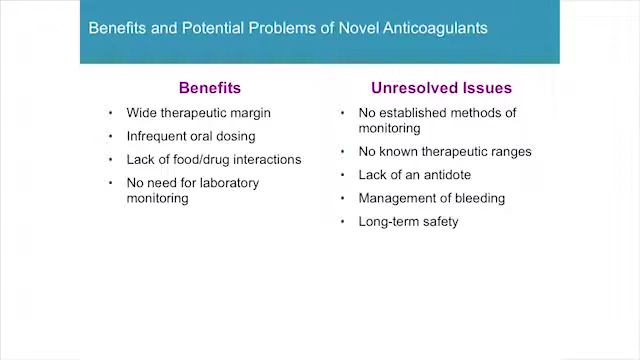 Benefits and Potential Problems of Novel Anticoagulants
Benefits
• Wide therapeutic margin
• Infrequent oral dosing
• Lack of food/drug interactions
• No need for laboratory
monitoring
Unresolved Issues
• No established methods of
monitoring
• No known therapeutic ranges
• Lack of an antidote
• Management of bleeding
• Long-term safety